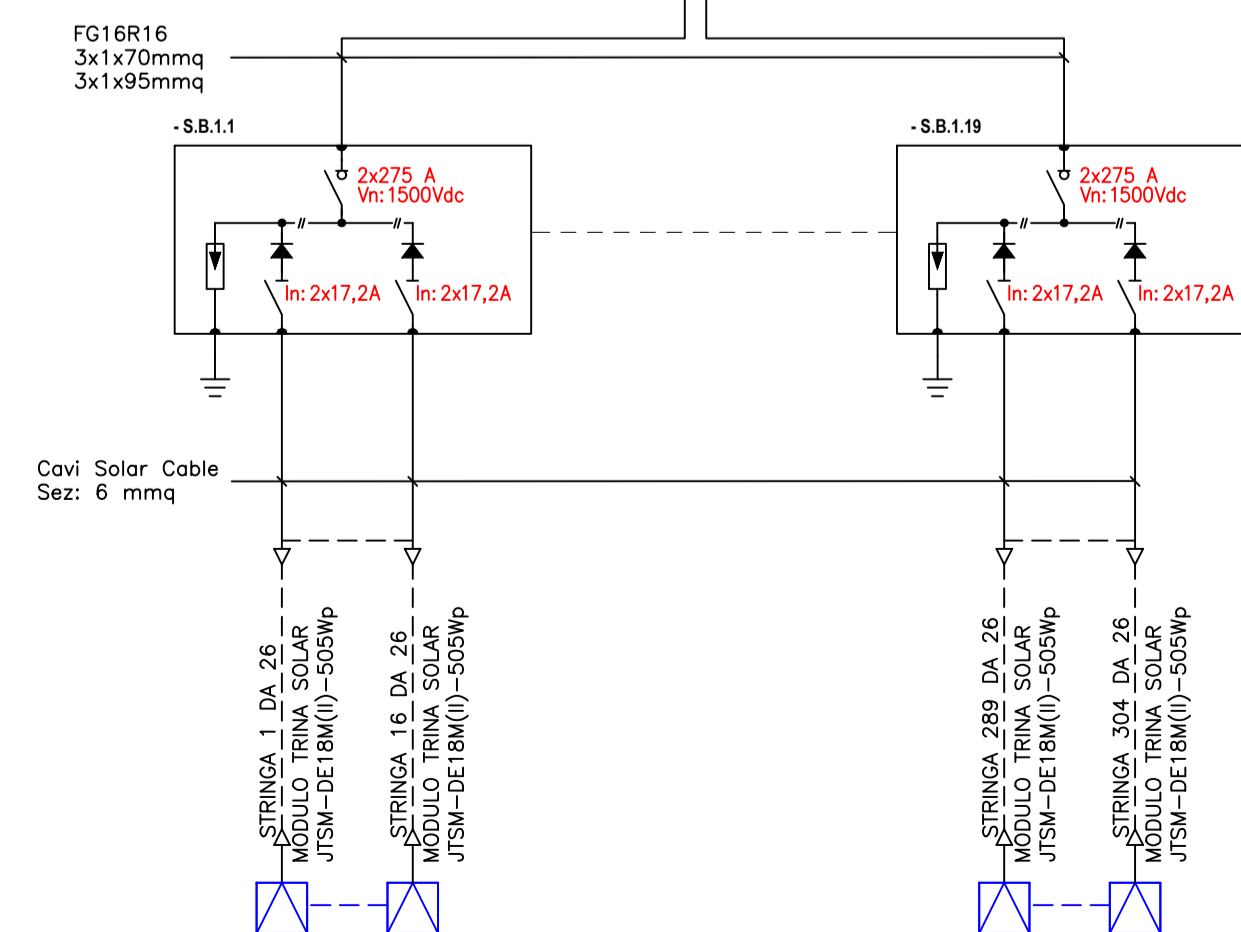 FG16R16
3x1x70mmq
3x1x95mmq
- S.B.1.1
- S.B.1.19
2x275 A
Vn: 1500Vdc
2x275 A
Vn: 1500Vdc
In: 2x17,2A
In: 2x17,2A
In: 2x17,2A
In: 2x17,2A
Cavi Solar Cable
Sez: 6 mmq
STRINGA 1 DA 26
MODULO TRINA SOLAR
JTSM-DE18M(II)-505Wp
STRINGA 16 DA 26
MODULO TRINA SOLAR
JTSM-DE18M(II)-505Wp
STRINGA 289 DA 26
MODULO TRINA SOLAR
JTSM-DE18M(II)-505Wp
STRINGA 304 DA 26
MODULO TRINA SOLAR
JTSM-DE18M(II)-505Wp